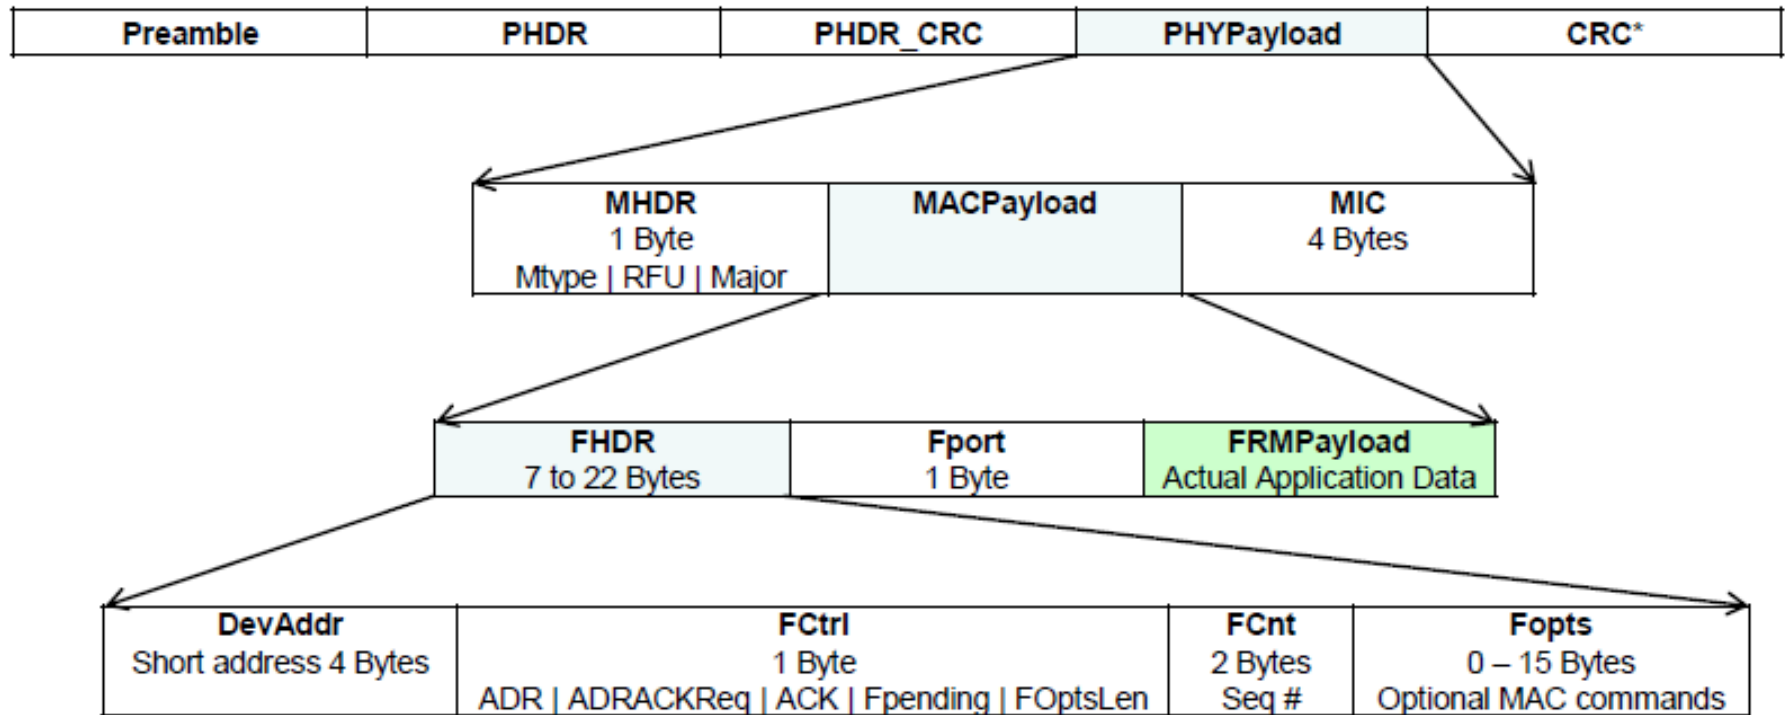 Preamble PHDR PHDR_CRC PHYPayload CRC*
MHDR MACPayload MIC
1 Byte 4 Bytes
Mtype | RFU | Major
FHDR Fport FRMPayload
7 to 22 Bytes 1 Byte Actual Application Data
DevAddr FCtrl FCnt Fopts
Short address 4 Bytes 1 Byte 2 Bytes 0 – 15 Bytes
ADR | ADRACKReq | ACK | Fpending | FOptsLen Seq # Optional MAC commands